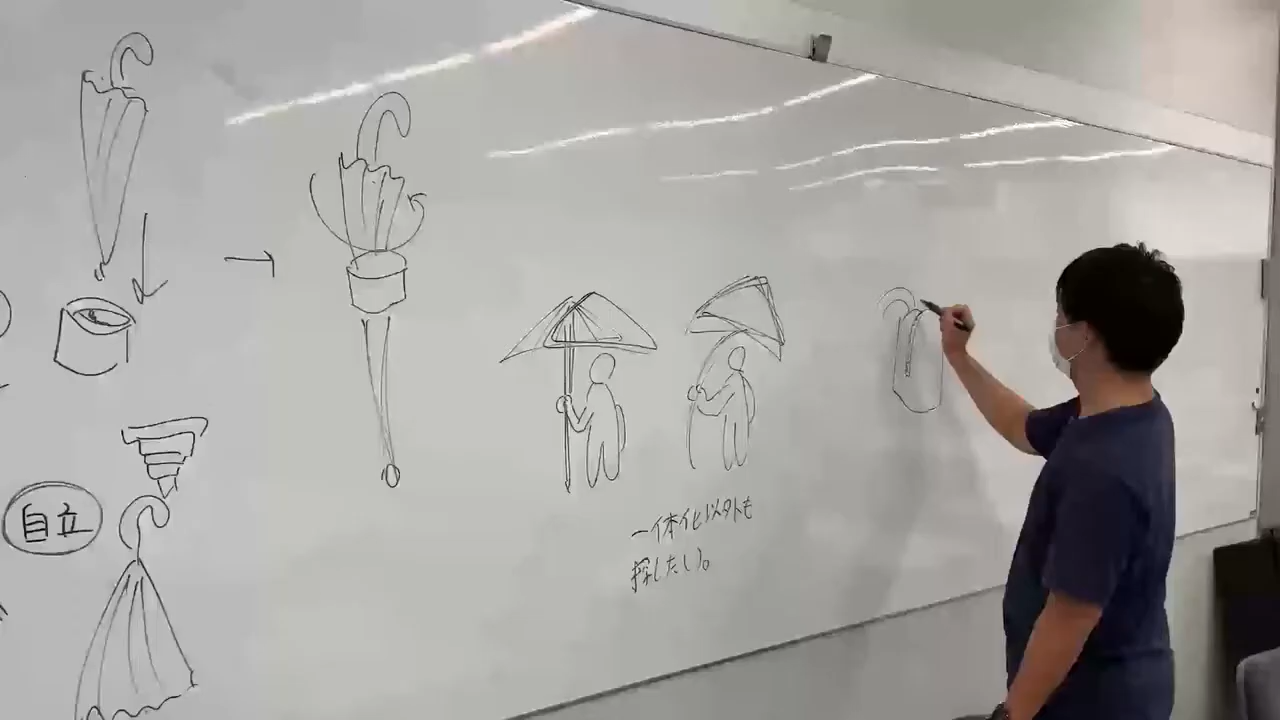 自立
一体化以外も
探したい。